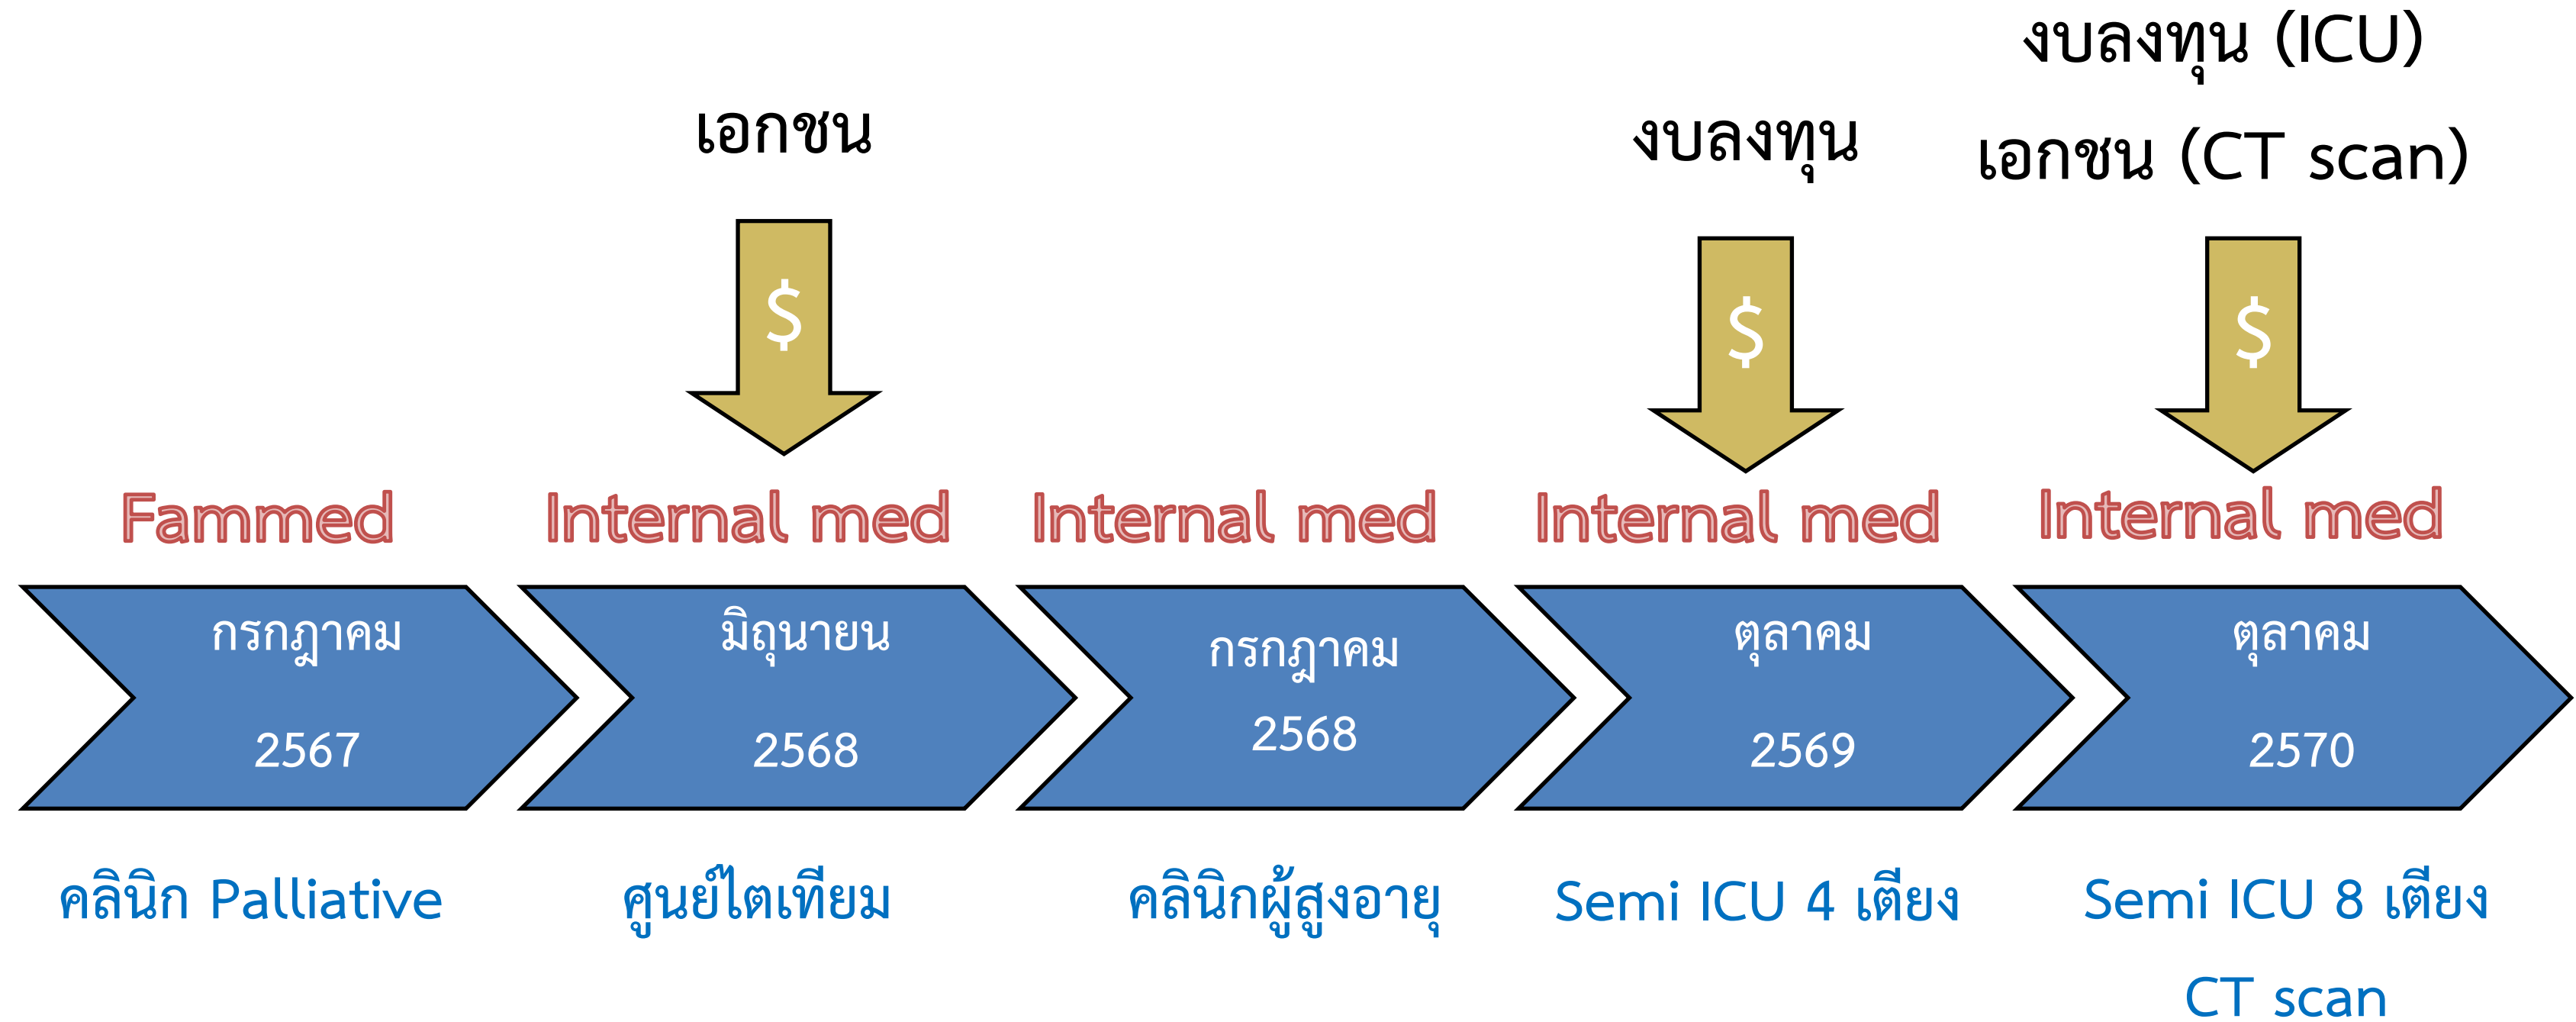 งบลงทุน (ICU)
เอกชน
งบลงทุน
เอกชน (CT scan)
$
$
$
Fammed
Internal med
Internal med
Internal med
Internal med
กรกฎาคม
2567
มิถุนายน
2568
กรกฎาคม
2568
ตุลาคม
2569
ตุลาคม
2570
คลินิก Palliative
ศูนย์ไตเทียม
คลินิกผู้สูงอายุ
Semi ICU 4 เตียง
Semi ICU 8 เตียง
CT scan